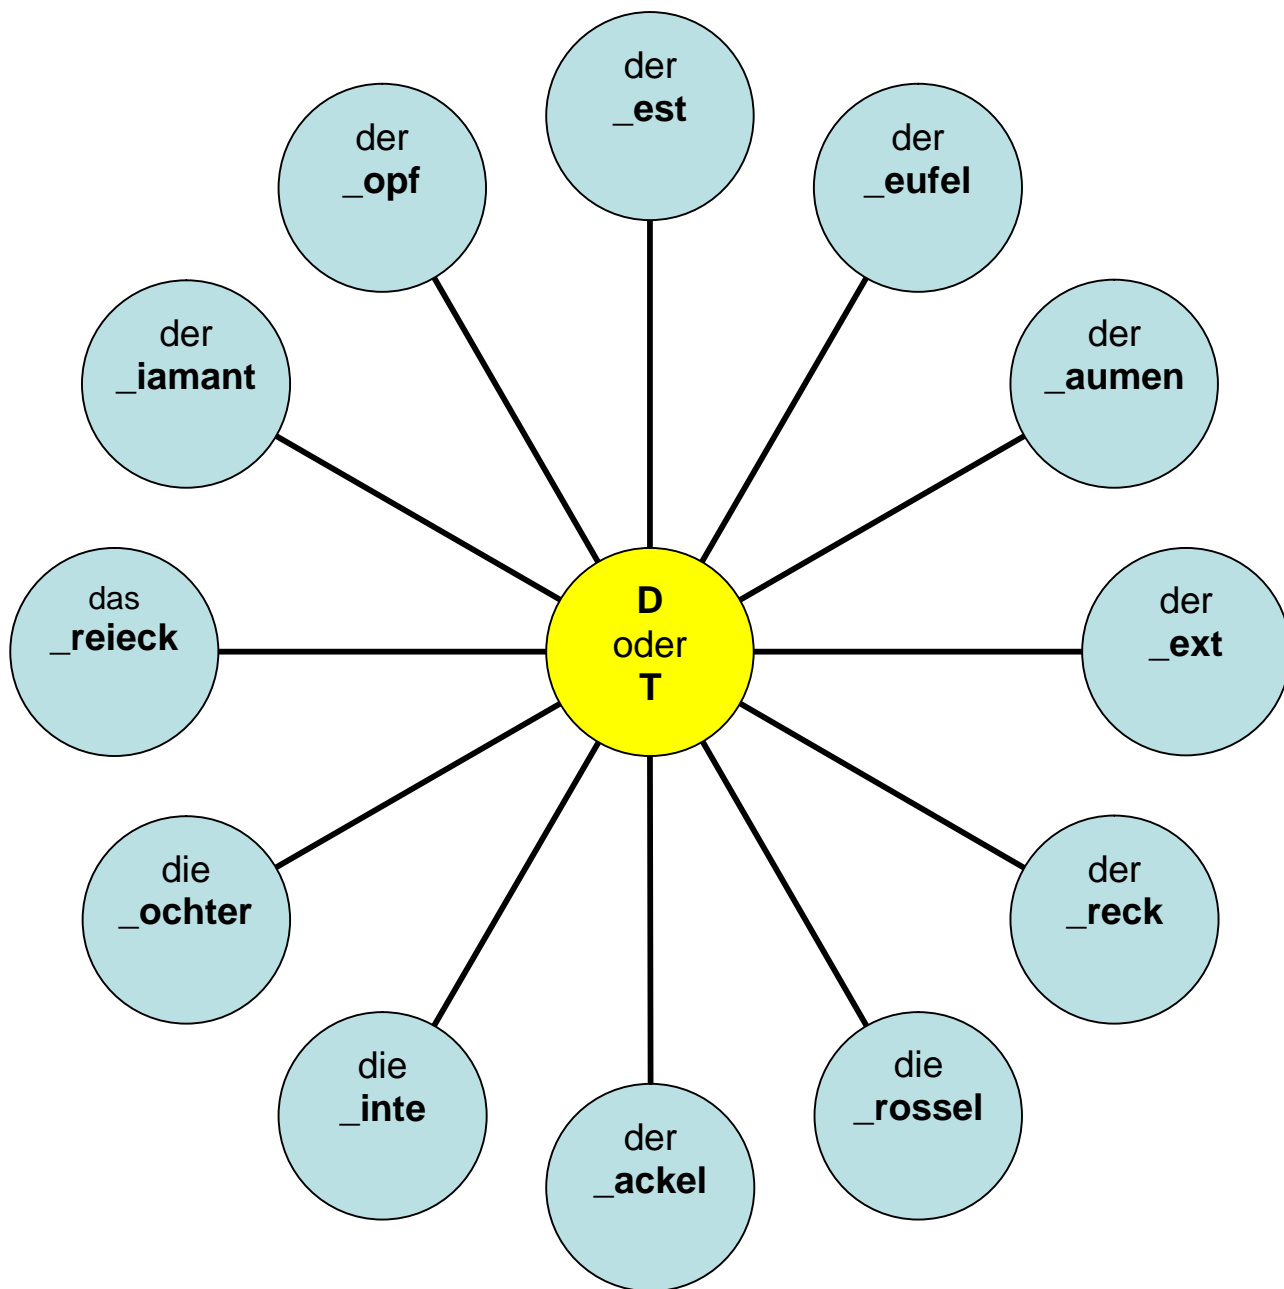 der
_est
der
_opf
der
_eufel
der
_iamant
der
_aumen
das
_reieck
D
oder
T
der
_ext
die
_ochter
der
_reck
die
_inte
die
_rossel
der
_ackel